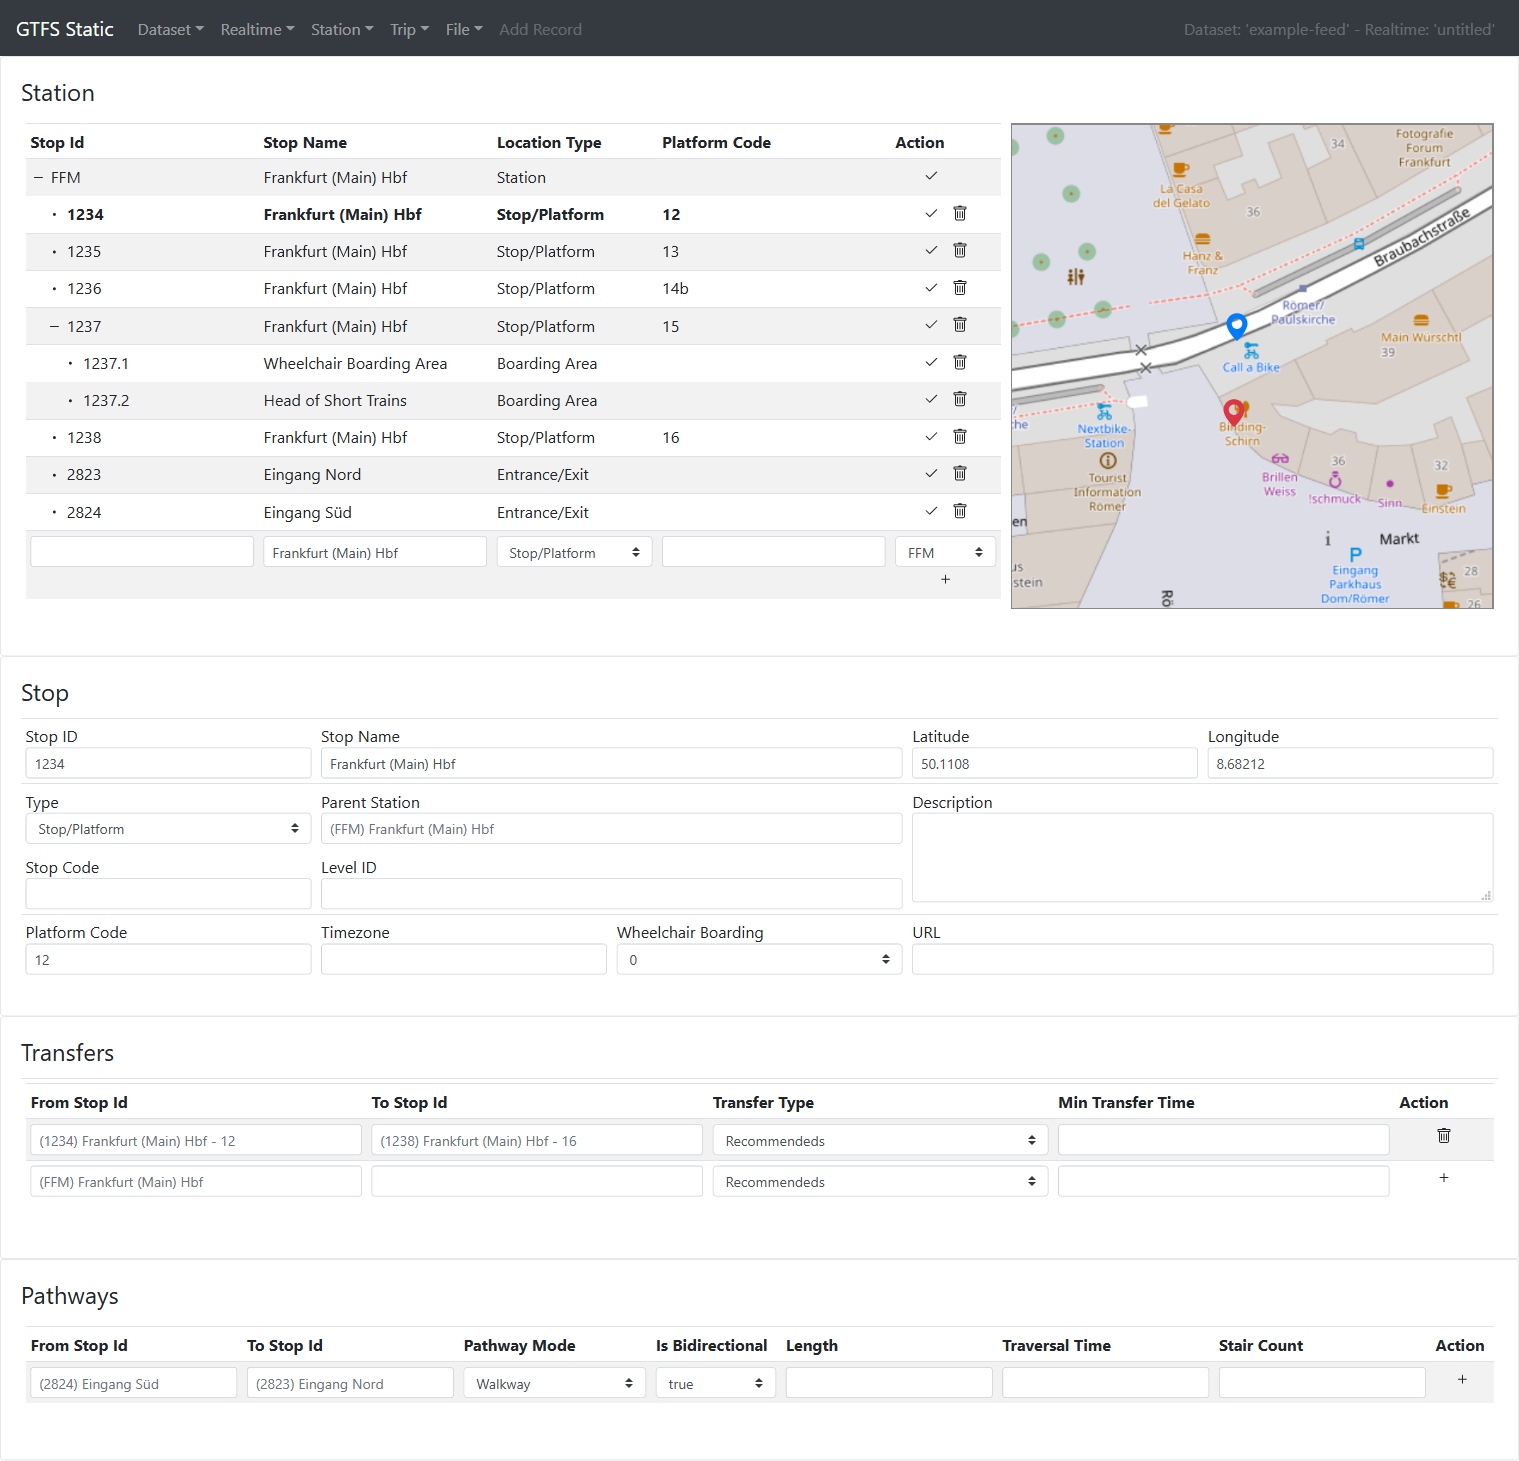 GTFS Static Dataset Realtime Station Trip File Add Record Dataset: 'example-feed' - Realtime: 'untitled'
Station
Stop Id Stop Name Location Type Platform Code Action
FFM Frankfurt (Main) Hbf Station
1234 Frankfurt (Main) Hbf Stop/Platform 12
1235 Frankfurt (Main) Hbf Stop/Platform 13
1236 Frankfurt (Main) Hbf Stop/Platform 14b
1237 Frankfurt (Main) Hbf Stop/Platform 15
1237.1 Wheelchair Boarding Area Boarding Area
1237.2 Head of Short Trains Boarding Area
1238 Frankfurt (Main) Hbf Stop/Platform 16
2823 Eingang Nord Entrance/Exit
2824 Eingang Süd Entrance/Exit
Frankfurt (Main) Hbf Stop/Platform FFM
+
Fotografie
Forum
Frankfurt
34
La Casa
del Gelato
36
Braubachstraße
Hanz &
Franz
Römer/
Paulskirche
Main Würschtl
39
Call a Bike
he
Nextbike-
Station
Binding-
Schirn
Tourist
Information
Römer
Brillen
Weiss
36
!schmuck
Sinn
32
Einstein
en
Markt
us
stein
Eingang
Parkhaus
Dom/Römer
28
26
Rö
Stop
Stop ID Stop Name Latitude Longitude
1234 Frankfurt (Main) Hbf 50.1108 8.68212
Type Parent Station Description
Stop/Platform (FFM) Frankfurt (Main) Hbf
Stop Code Level ID
Platform Code Timezone Wheelchair Boarding URL
12 0
Transfers
From Stop Id To Stop Id Transfer Type Min Transfer Time Action
(1234) Frankfurt (Main) Hbf - 12 (1238) Frankfurt (Main) Hbf - 16 Recommendeds
(FFM) Frankfurt (Main) Hbf Recommendeds +
Pathways
From Stop Id To Stop Id Pathway Mode Is Bidirectional Length Traversal Time Stair Count Action
(2824) Eingang Süd (2823) Eingang Nord Walkway true +